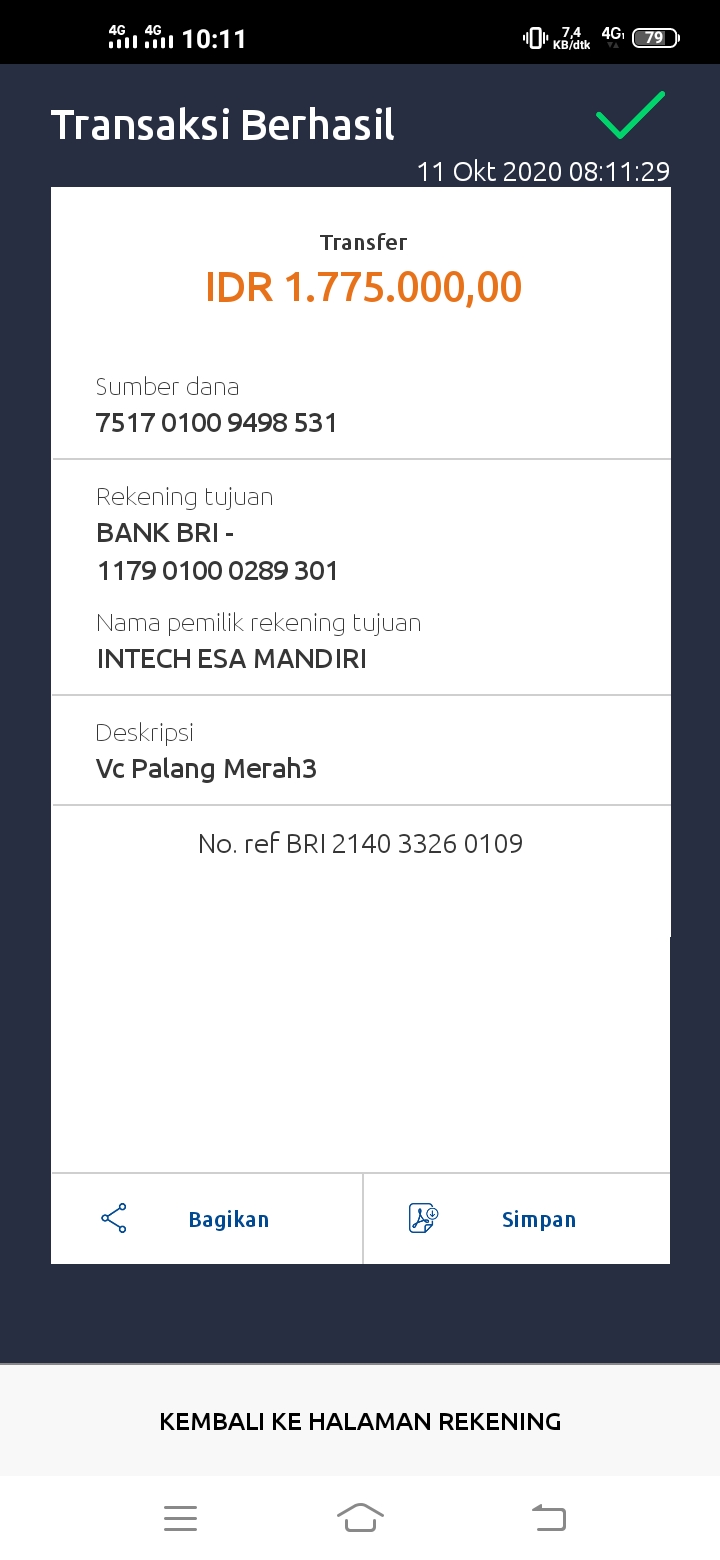 4G 4G 10:11 7,4 KB/dtk 4G 79
Transaksi Berhasil
11 Okt 2020 08:11:29
Transfer
IDR 1.775.000,00
Sumber dana
7517 0100 9498 531
Rekening tujuan
BANK BRI -
1179 0100 0289 301
Nama pemilik rekening tujuan
INTECH ESA MANDIRI
Deskripsi
Vc Palang Merah3
No. ref BRI 2140 3326 0109
Bagikan Simpan
KEMBALI KE HALAMAN REKENING